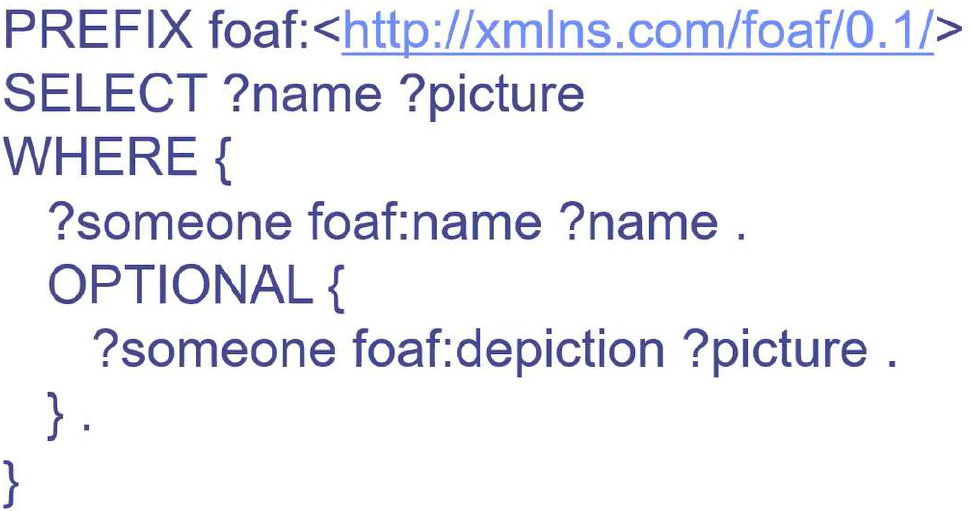 PREFIX foaf:<http://xmlns.com/foaf/0.1/>
SELECT ?name ?picture
WHERE {
?someone foaf:name ?name .
OPTIONAL {
?someone foaf:depiction ?picture .
} .
}